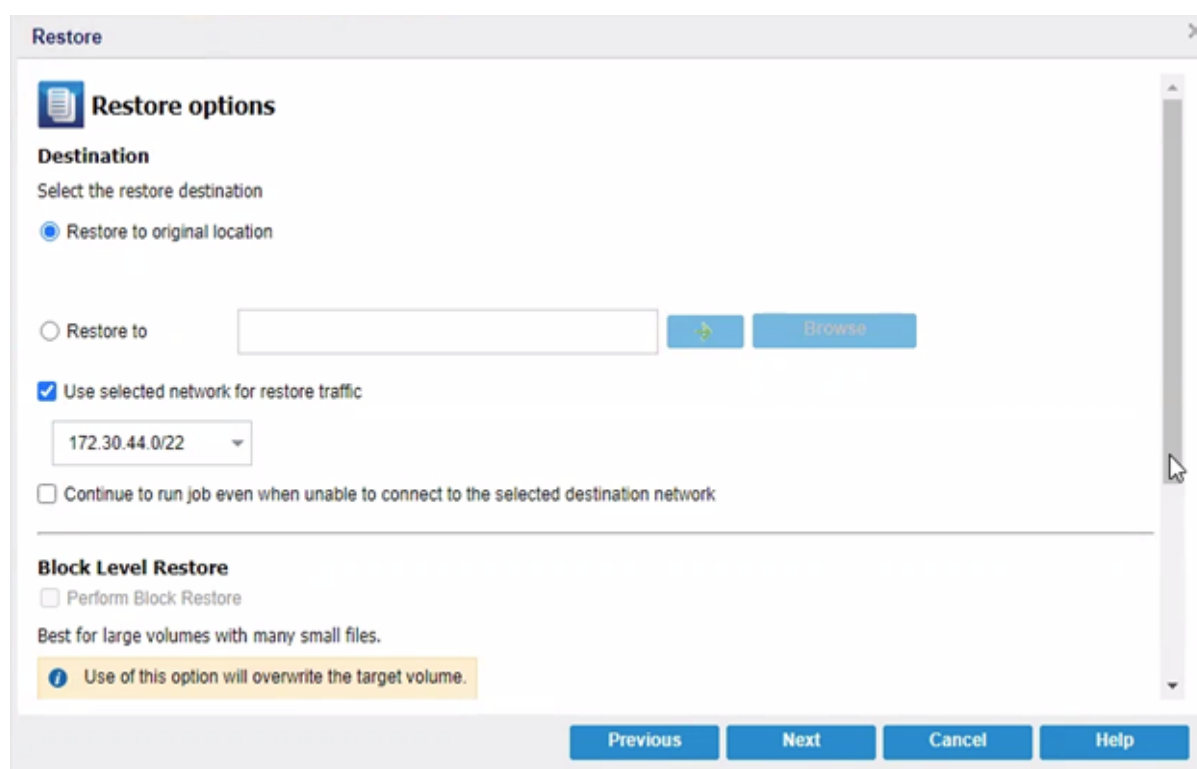 Restore
Restore options
Destination
Select the restore destination
Restore to original location
Restore to
Browse
Use selected network for restore traffic
172.30.44.0/22
Continue to run job even when unable to connect to the selected destination network
Block Level Restore
Perform Block Restore
Best for large volumes with many small files.
Use of this option will overwrite the target volume.
Previous Next Cancel Help